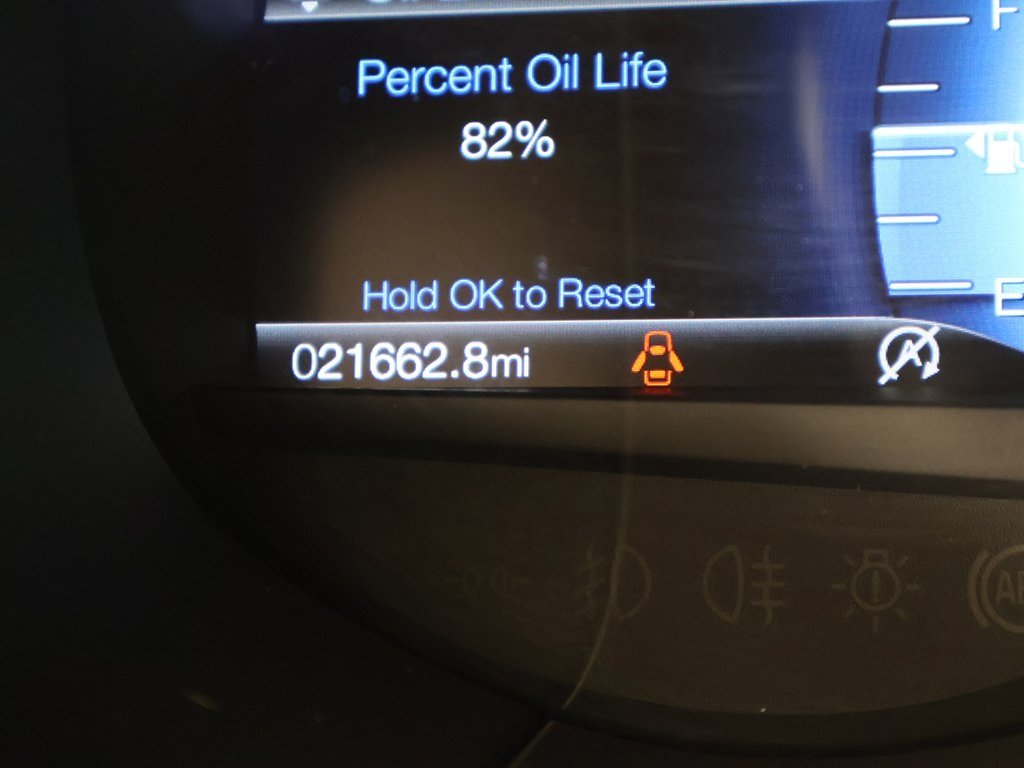 Percent Oil Life
82%
Hold OK to Reset
021662.8mi
A
F
E